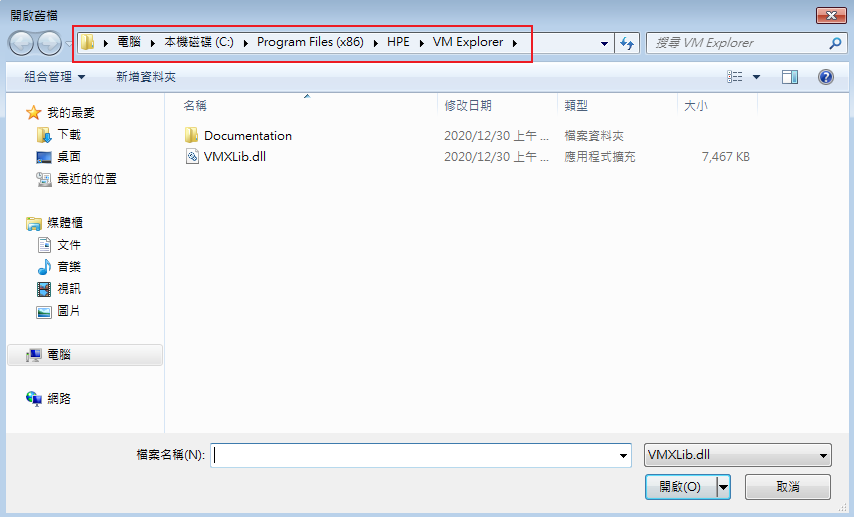 開啟舊檔
電腦 本機磁碟 (C:) Program Files (x86) HPE VM Explorer 搜尋 VM Explorer
組合管理 新增資料夾
名稱 修改日期 類型 大小
我的最愛
下載
桌面
最近的位置
媒體櫃
文件
音樂
視訊
圖片
電腦
網路
Documentation 2020/12/30 上午 ... 檔案資料夾
VMXLib.dll 2020/12/30 上午 ... 應用程式擴充 7,467 KB
檔案名稱(N): VMXLib.dll
開啟(O) 取消